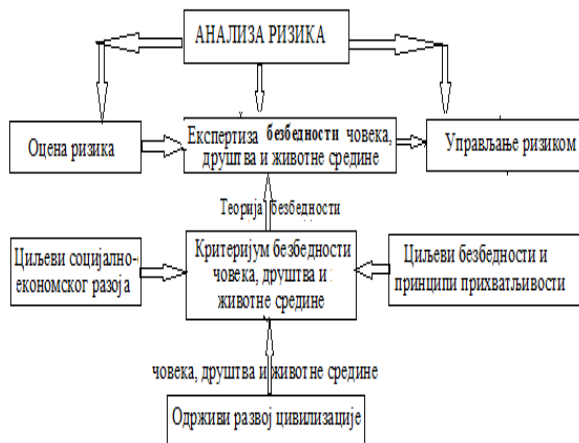 АНАЛИЗА РИЗИКА
Оцена ризика
Експертиза безбедности човека,
друштва и животне средине
Управљање ризиком
Теорија безбедности
Циљеви социјално-
економског разоја
Критеријум безбедности
човека, друштва и
животне средине
Циљеви безбедности и
принципи прихватљивости
човека, друштва и животне средине
Одрживи развој цивилизације